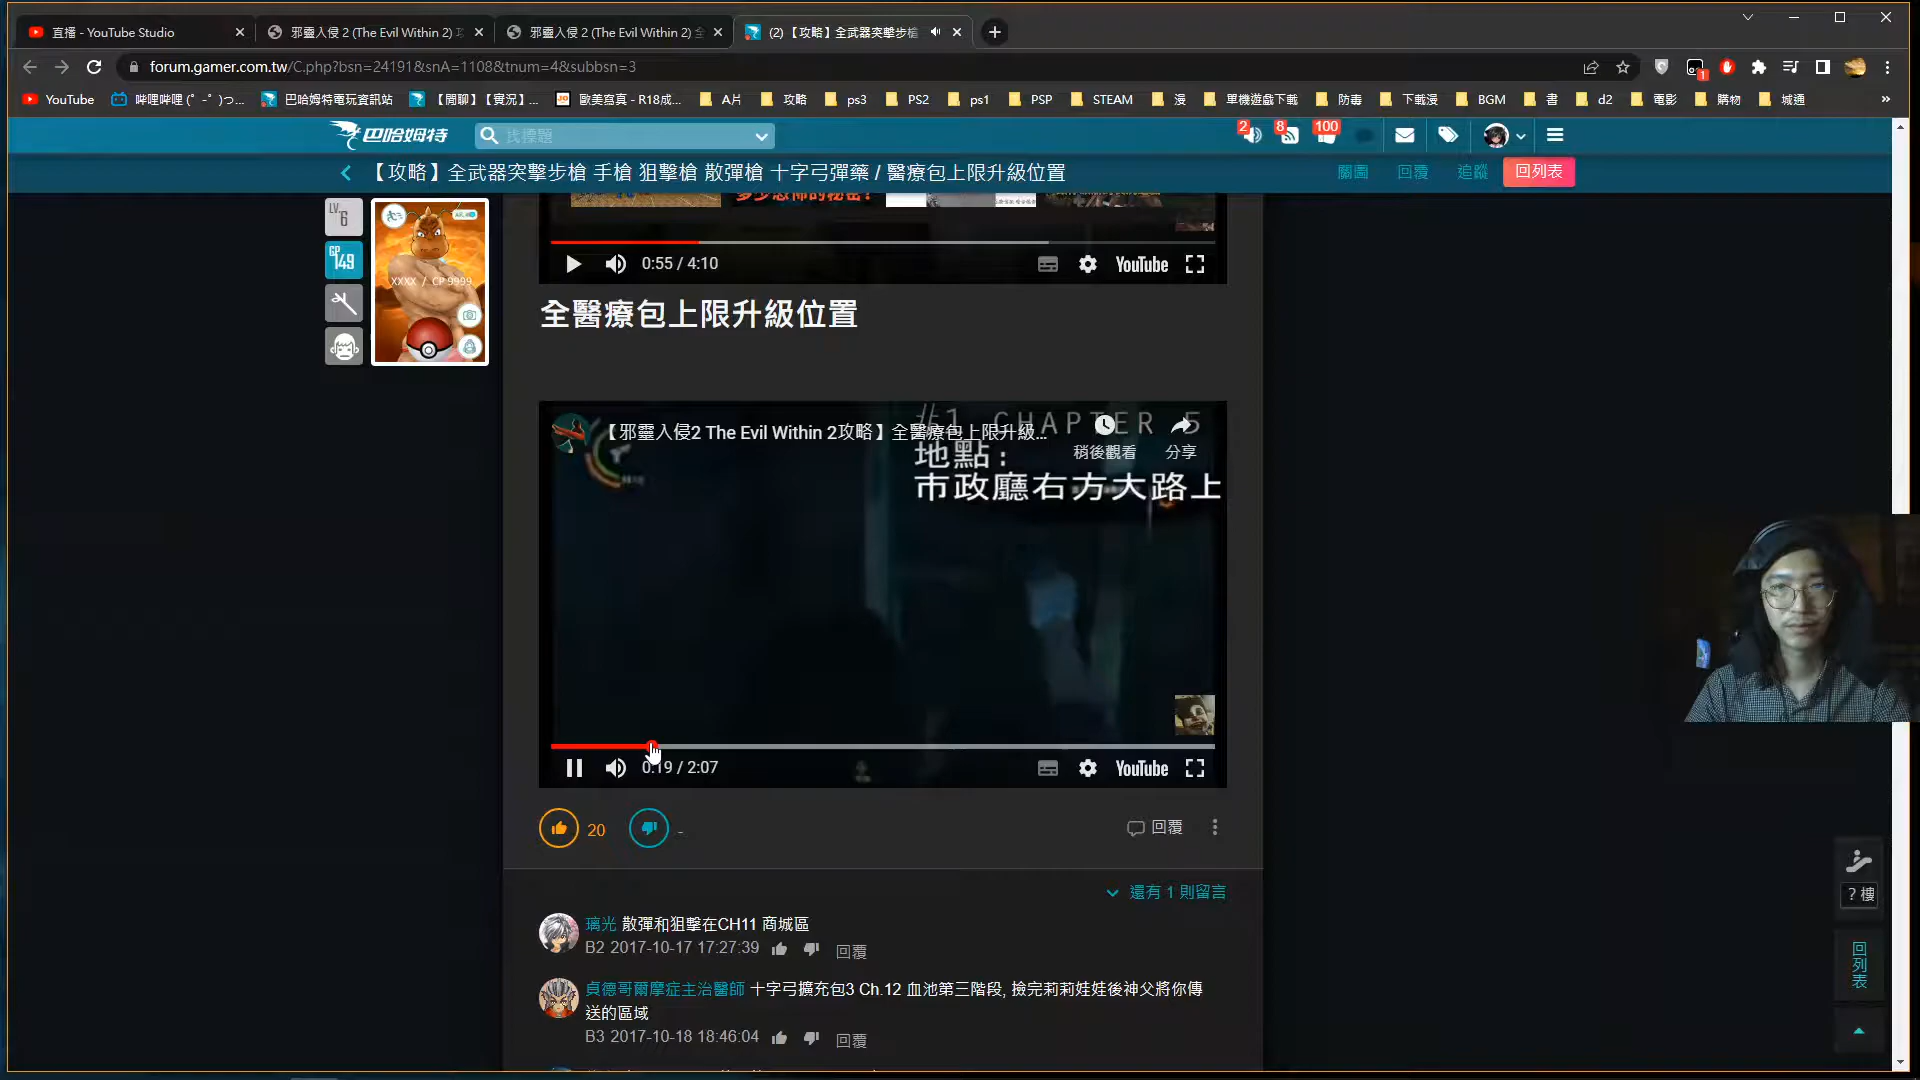 直播 - YouTube Studio
邪靈入侵 2 (The Evil Within 2) 攻
邪靈入侵 2 (The Evil Within 2) 全
(2) 【攻略】全武器突擊步槍
forum.gamer.com.tw/C.php?bsn=24191&snA=1108&tnum=4&subbsn=3
1
YouTube
嗶哩嗶哩 (゜-゜)つ...
巴哈姆特電玩資訊站
【閒聊】【實況】...
JO
歐美寫真 - R18成...
A片
攻略
ps3
PS2
ps1
PSP
STEAM
漫
單機遊戲下載
防毒
下載漫
BGM
書
d2
電影
購物
城通
»
巴哈姆特
找標題
2
8
100
【攻略】全武器突擊步槍 手槍 狙擊槍 散彈槍 十字弓彈藥 / 醫療包上限升級位置
關圖
回覆
追蹤
回列表
LV
6
GP
149
XXXX / CP 9999
0:55 / 4:10
YouTube
全醫療包上限升級位置
#1 CHAPTER 5
【邪靈入侵2 The Evil Within 2攻略】全醫療包上限升級...
稍後觀看
分享
地點:
市政廳右方大路上
0:19 / 2:07
YouTube
20
-
回覆
還有 1 則留言
璃光 散彈和狙擊在CH11 商城區
B2 2017-10-17 17:27:39
回覆
貞德哥爾摩症主治醫師 十字弓擴充包3 Ch.12 血池第三階段, 撿完莉莉娃娃後神父將你傳
送的區域
B3 2017-10-18 18:46:04
回覆
? 樓
回列表